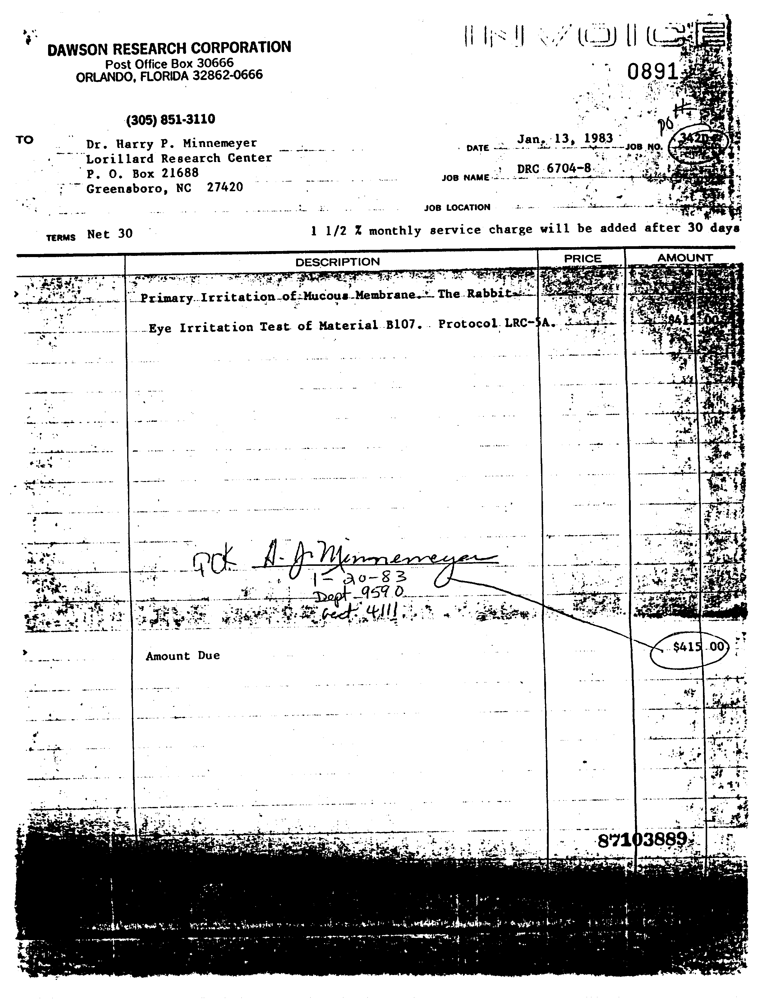 INVOICE
DAWSON RESEARCH CORPORATION
Post Office Box 30666
ORLANDO, FLORIDA 32862-0666
0891
(305) 851-3110
PO #
TO Dr. Harry P. Minnemeyer
Lorillard Research Center
P. O. Box 21688
Greensboro, NC 27420
DATE Jan, 13, 1983 JOB NO.
JOB NAME DRC 6704-8
JOB LOCATION
TERMS Net 30 1 1/2 % monthly service charge will be added after 30 days
DESCRIPTION PRICE AMOUNT
Primary Irritation of Mucous Membrane. The Rabbit
Eye Irritation Test of Material B107. Protocol LRC-5A. $415.00
Minnemeyer
1-20-83
Dept 9590
acct. 4111.
Amount Due $415.00
87103889